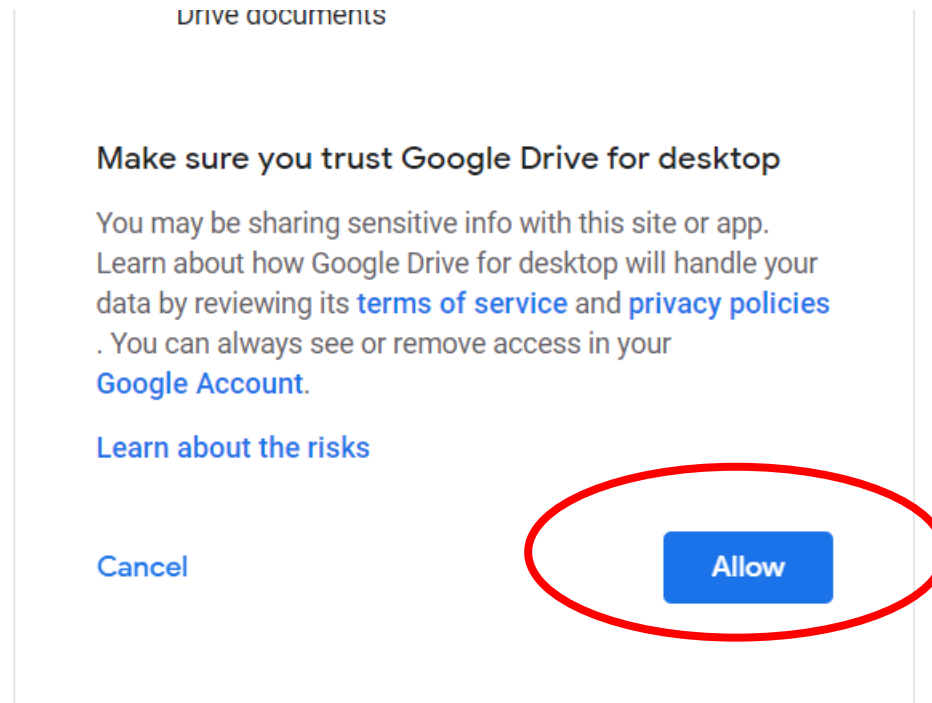 Drive documents
Make sure you trust Google Drive for desktop
You may be sharing sensitive info with this site or app.
Learn about how Google Drive for desktop will handle your
data by reviewing its terms of service and privacy policies
. You can always see or remove access in your
Google Account.
Learn about the risks
Cancel Allow